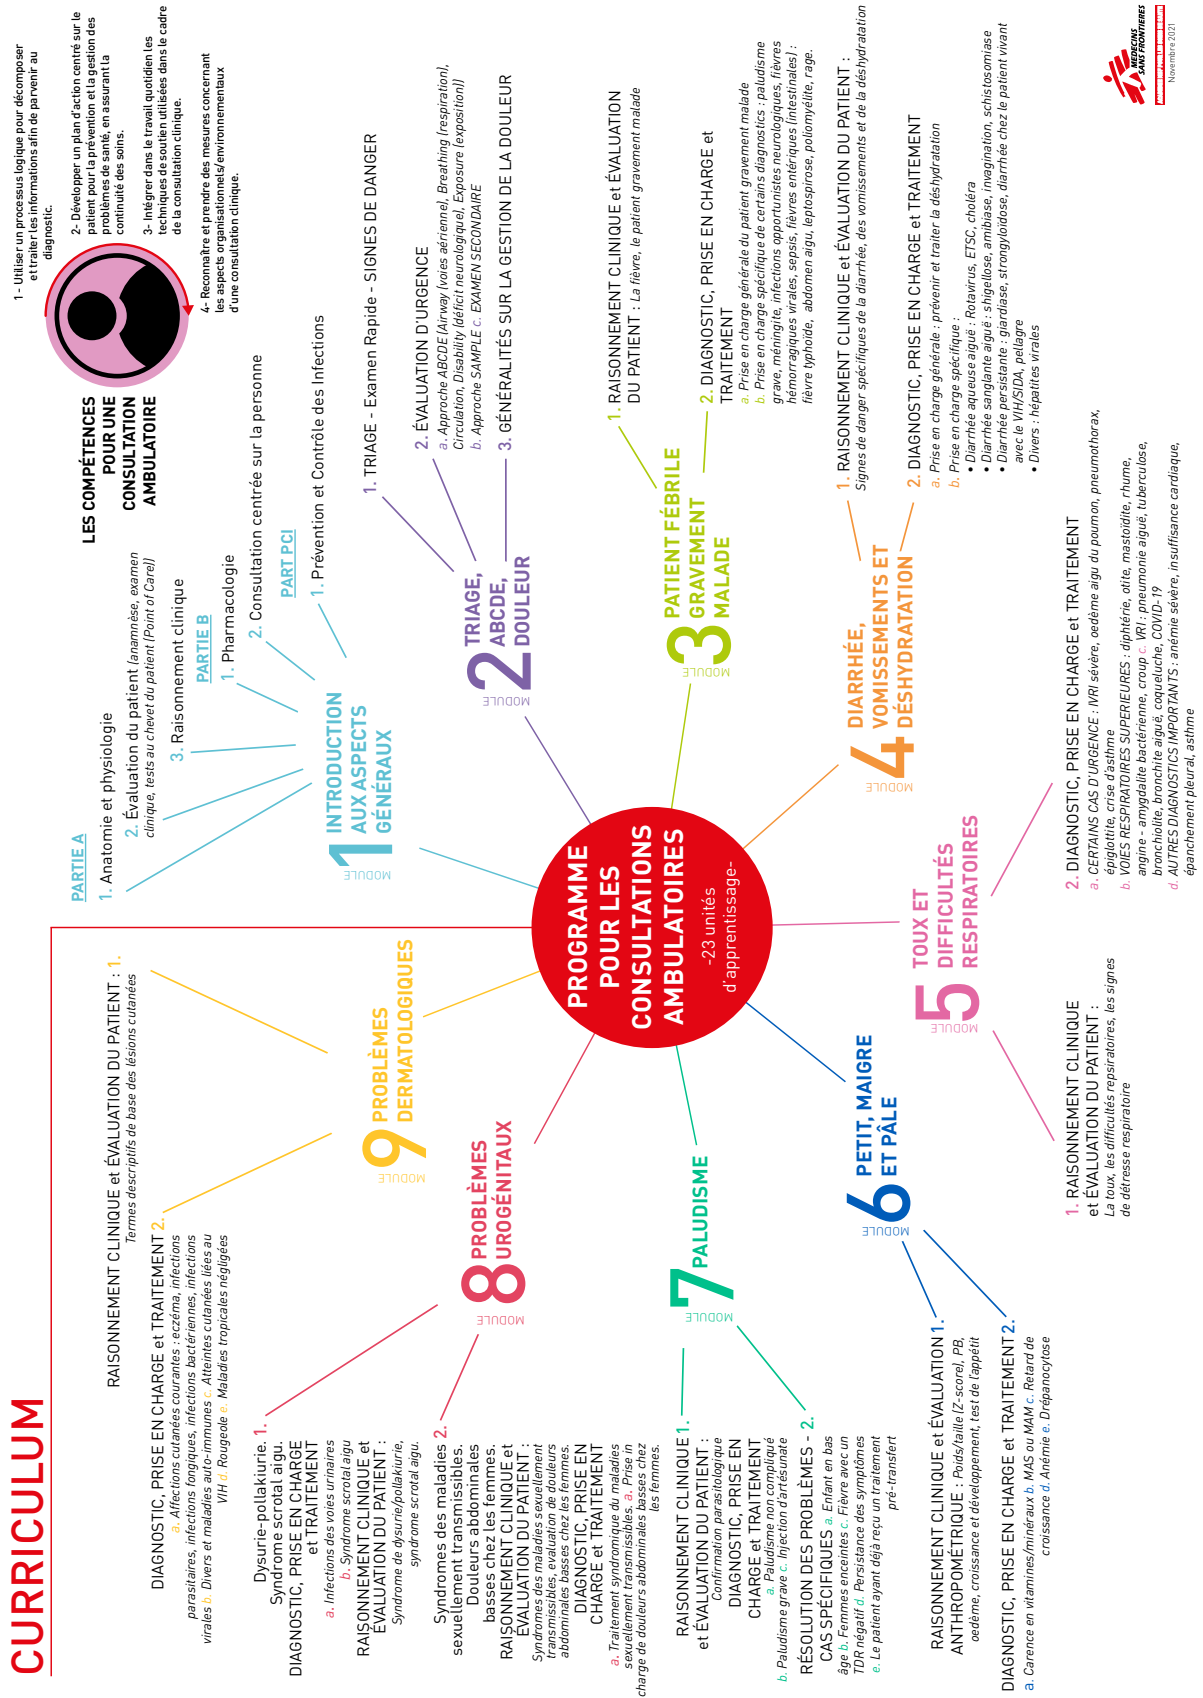 CURRICULUM
LES COMPÉTENCES
POUR UNE
CONSULTATION
AMBULATOIRE
1 - Utiliser un processus logique pour décomposer
et traiter les informations afin de parvenir au
diagnostic.
2- Développer un plan d'action centré sur le
patient pour la prévention et la gestion des
problèmes de santé, en assurant la
continuité des soins.
3- Intégrer dans le travail quotidien les
techniques de soutien utilisées dans le cadre
de la consultation clinique.
4- Reconnaître et prendre des mesures concernant
les aspects organisationnels/environnementaux
d'une consultation clinique.
PROGRAMME
POUR LES
CONSULTATIONS
AMBULATOIRES
-23 unités
d'apprentissage-
MODULE
1
INTRODUCTION
AUX ASPECTS
GÉNÉRAUX
PARTIE A
1. Anatomie et physiologie
2. Évaluation du patient (anamnèse, examen
clinique, tests au chevet du patient (Point of Care))
3. Raisonnement clinique
PARTIE B
1. Pharmacologie
2. Consultation centrée sur la personne
PART PCI
1. Prévention et Contrôle des Infections
MODULE
2
TRIAGE,
ABCDE,
DOULEUR
1. TRIAGE - Examen Rapide - SIGNES DE DANGER
2. ÉVALUATION D'URGENCE
a. Approche ABCDE (Airway (voies aérienne), Breathing (respiration),
Circulation, Disability (déficit neurologique), Exposure (exposition))
b. Approche SAMPLE c. EXAMEN SECONDAIRE
3. GÉNÉRALITÉS SUR LA GESTION DE LA DOULEUR
MODULE
3
PATIENT FÉBRILE
GRAVEMENT
MALADE
1. RAISONNEMENT CLINIQUE et ÉVALUATION
DU PATIENT : La fièvre, le patient gravement malade
2. DIAGNOSTIC, PRISE EN CHARGE et
TRAITEMENT
a. Prise en charge générale du patient gravement malade
b. Prise en charge spécifique de certains diagnostics : paludisme
grave, méningite, infections opportunistes neurologiques, fièvres
hémorragiques virales, sepsis, fièvres entériques (intestinales) :
fièvre typhoïde, abdomen aigu, leptospirose, poliomyélite, rage.
MODULE
4
DIARRHÉE,
VOMISSEMENTS ET
DÉSHYDRATATION
1. RAISONNEMENT CLINIQUE et ÉVALUATION DU PATIENT :
Signes de danger spécifiques de la diarrhée, des vomissements et de la déshydratation
2. DIAGNOSTIC, PRISE EN CHARGE et TRAITEMENT
a. Prise en charge générale : prévenir et traiter la déshydratation
b. Prise en charge spécifique :
• Diarrhée aqueuse aiguë : Rotavirus, ETSC, choléra
• Diarrhée sanglante aiguë : shigellose, amibiase, invagination, schistosomiase
• Diarrhée persistante : giardiase, strongyloïdose, diarrhée chez le patient vivant
avec le VIH/SIDA, pellagre
• Divers : hépatites virales
MODULE
5
TOUX ET
DIFFICULTÉS
RESPIRATOIRES
1. RAISONNEMENT CLINIQUE
et ÉVALUATION DU PATIENT :
La toux, les difficultés repsiratoires, les signes
de détresse respiratoire
2. DIAGNOSTIC, PRISE EN CHARGE et TRAITEMENT
a. CERTAINS CAS D'URGENCE : IVRI sévère, oedème aigu du poumon, pneumothorax,
épiglotite, crise d'asthme
b. VOIES RESPIRATOIRES SUPERIEURES : diphtérie, otite, mastoïdite, rhume,
angine - amygdalite bactérienne, croup c. VRI : pneumonie aiguë, tuberculose,
bronchiolite, bronchite aiguë, coqueluche, COVID-19
d. AUTRES DIAGNOSTICS IMPORTANTS : anémie sévère, insuffisance cardiaque,
épanchement pleural, asthme
MODULE
6
PETIT, MAIGRE
ET PÂLE
RAISONNEMENT CLINIQUE et ÉVALUATION 1.
ANTHROPOMÉTRIQUE : Poids/taille (Z-score), PB,
oedème, croissance et développement, test de l'appétit
DIAGNOSTIC, PRISE EN CHARGE et TRAITEMENT 2.
a. Carence en vitamines/minéraux b. MAS ou MAM c. Retard de
croissance d. Anémie e. Drépanocytose
MODULE
7
PALUDISME
RAISONNEMENT CLINIQUE 1.
et ÉVALUATION DU PATIENT :
Confirmation parasitologique
DIAGNOSTIC, PRISE EN
CHARGE et TRAITEMENT
a. Paludisme non compliqué
b. Paludisme grave c. Injection d'artésunate
RÉSOLUTION DES PROBLÈMES - 2.
CAS SPÉCIFIQUES a. Enfant en bas
âge b. Femmes enceintes c. Fièvre avec un
TDR négatif d. Persistance des symptômes
e. Le patient ayant déjà reçu un traitement
pré-transfert
MODULE
8
PROBLÈMES
UROGÉNITAUX
Dysurie-pollakiurie. 1.
Syndrome scrotal aigu.
DIAGNOSTIC, PRISE EN CHARGE
et TRAITEMENT
a. Infections des voies urinaires
b. Syndrome scrotal aigu
RAISONNEMENT CLINIQUE et
ÉVALUATION DU PATIENT :
Syndrome de dysurie/pollakiurie,
syndrome scrotal aigu.
Syndromes des maladies 2.
sexuellement transmissibles.
Douleurs abdominales
basses chez les femmes.
RAISONNEMENT CLINIQUE et
ÉVALUATION DU PATIENT :
Syndromes des maladies sexuellement
transmissibles, evaluation de douleurs
abdominales basses chez les femmes.
DIAGNOSTIC, PRISE EN
CHARGE et TRAITEMENT
a. Traitement syndromique du maladies
sexuellement transmissibles. a. Prise in
charge de douleurs abdominales basses chez
les femmes.
MODULE
9
PROBLÈMES
DERMATOLOGIQUES
RAISONNEMENT CLINIQUE et ÉVALUATION DU PATIENT : 1.
Termes descriptifs de base des lésions cutanées
DIAGNOSTIC, PRISE EN CHARGE et TRAITEMENT 2.
a. Affections cutanées courantes : eczéma, infections
parasitaires, infections fongiques, infections bactériennes, infections
virales b. Divers et maladies auto-immunes c. Atteintes cutanées liées au
VIH d. Rougeole e. Maladies tropicales négligées
MEDECINS
SANS FRONTIERES
Novembre 2021